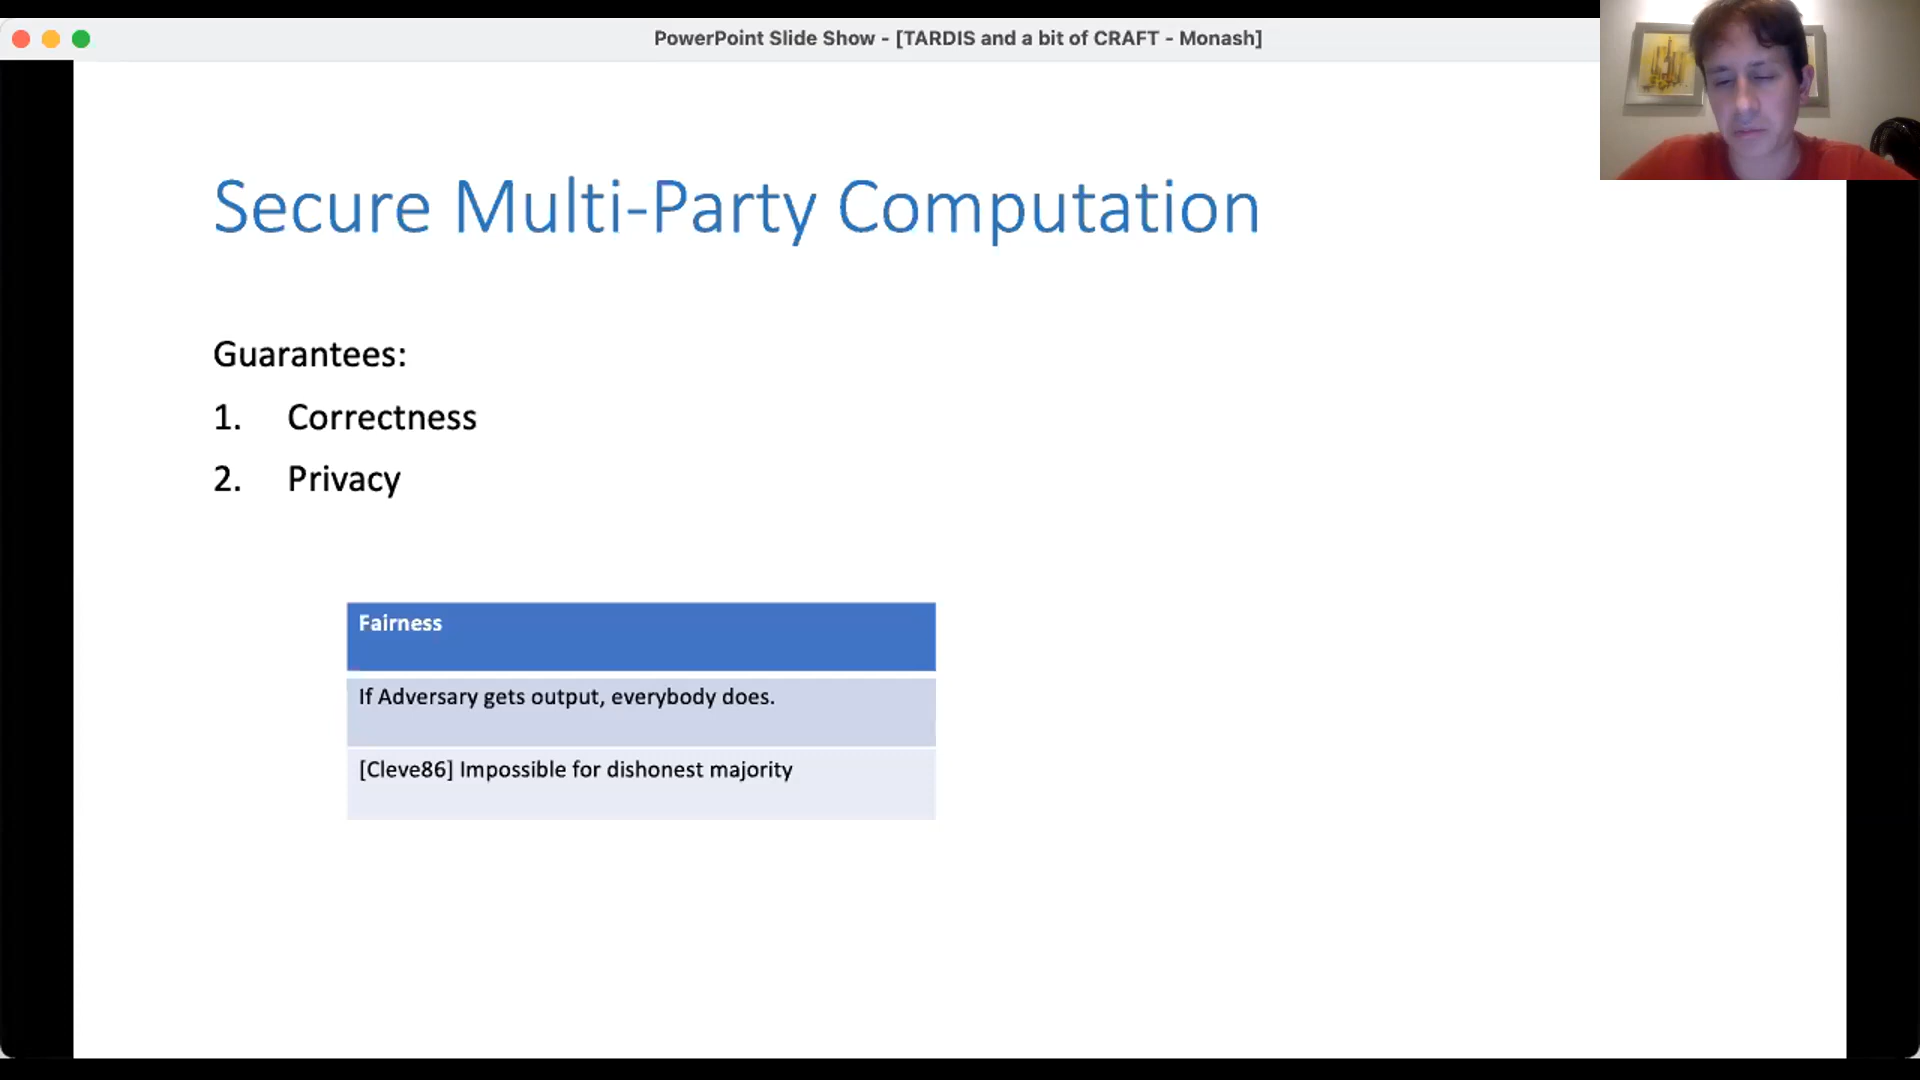 PowerPoint Slide Show - [TARDIS and a bit of CRAFT - Monash]
Secure Multi-Party Computation
Guarantees:
1. Correctness
2. Privacy
Fairness
If Adversary gets output, everybody does.
[Cleve86] Impossible for dishonest majority